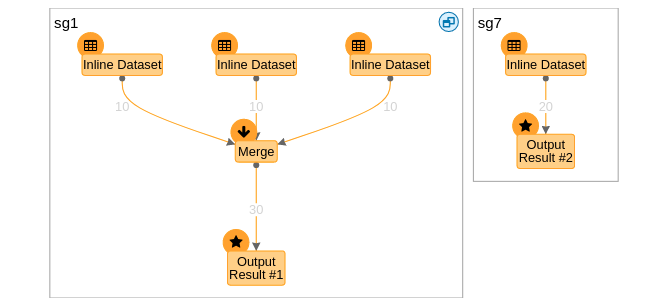 sg1
Inline Dataset
Inline Dataset
Inline Dataset
10
10
10
Merge
30
Output
Result #1
sg7
Inline Dataset
20
Output
Result #2